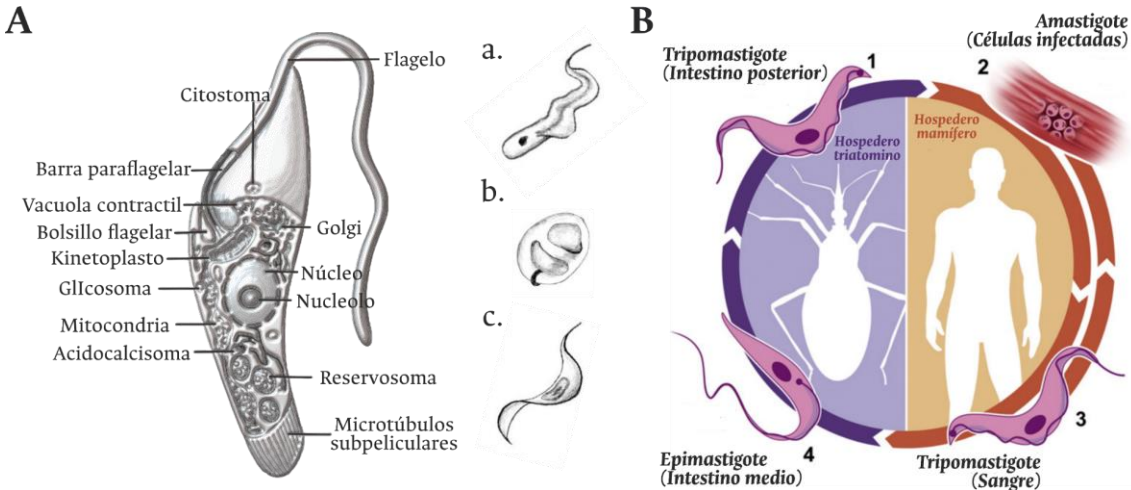 A
Flagelo
Citostoma
Barra paraflagelar
Vacuola contractil
Bolsillo flagelar
Kinetoplasto
GlIcosoma
Mitocondria
Acidocalcisoma
Golgi
Núcleo
Nucleolo
Reservosoma
Microtúbulos
subpeliculares
a.
b.
c.
B
Tripomastigote
(Intestino posterior)
1
Amastigote
(Células infectadas)
2
Hospedero
triatomino
Hospedero
mamífero
Epimastigote
(Intestino medio)
4
Tripomastigote
(Sangre)
3